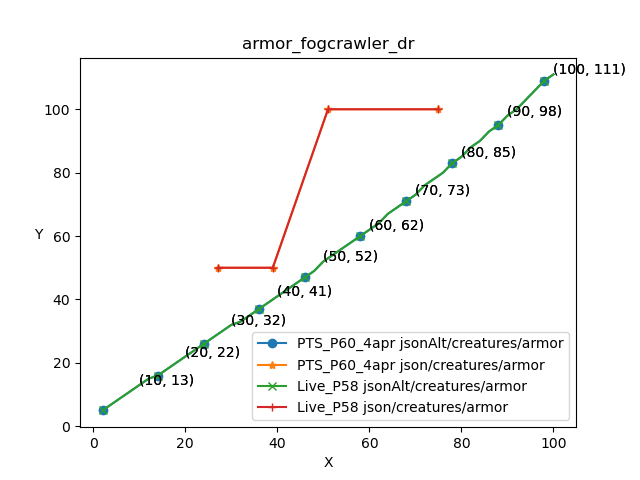 armor_fogcrawler_dr
(100, 111)
100
(90, 98)
80
(80, 85)
(70, 73)
Y
60
(60, 62)
(50, 52)
40
(40, 41)
(30, 32)
PTS_P60_4apr jsonAlt/creatures/armor
20
(20, 22)
PTS_P60_4apr json/creatures/armor
(10, 13)
Live_P58 jsonAlt/creatures/armor
Live_P58 json/creatures/armor
0
0 20 40 60 80 100
X